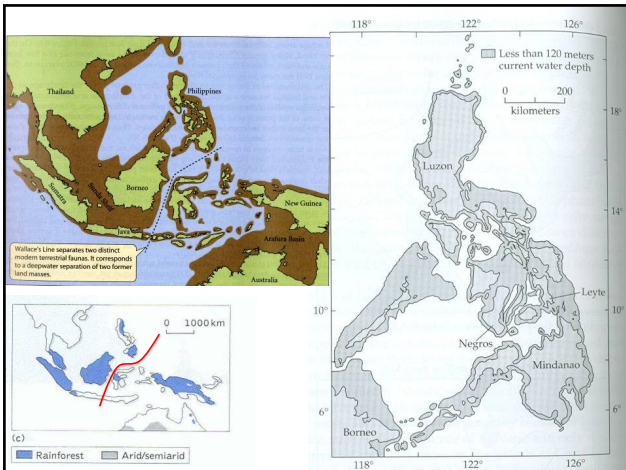 Thailand
Philippines
Borneo
Sumatra
Sunda Shelf
Java
New Guinea
Arafura Basin
Australia
Wallace's Line separates two distinct
modern terrestrial faunas. It corresponds
to a deepwater separation of two former
land masses.
0 1000 km
(c)
Rainforest
Arid/semiarid
118°
122°
126°
Less than 120 meters
current water depth
0 200
kilometers
18°
Luzon
14°
Leyte
10°
10°
Negros
Mindanao
6°
6°
Borneo
118°
122°
126°